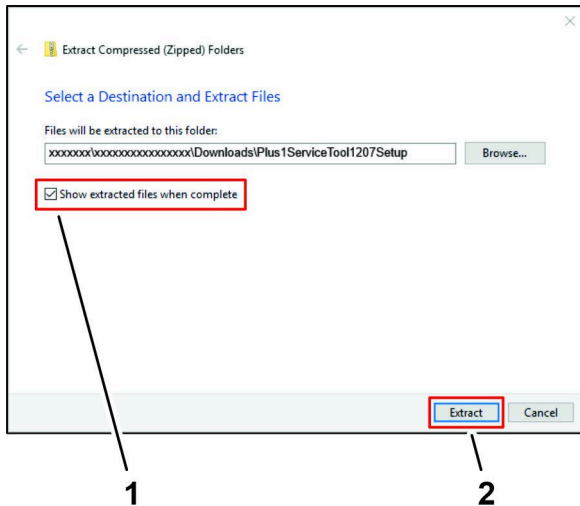 Extract Compressed (Zipped) Folders
Select a Destination and Extract Files
Files will be extracted to this folder:
xxxxxxx\xxxxxxxxxxxxxxxx\Downloads\Plus1ServiceTool1207Setup
Browse...
Show extracted files when complete
Extract
Cancel
1
2